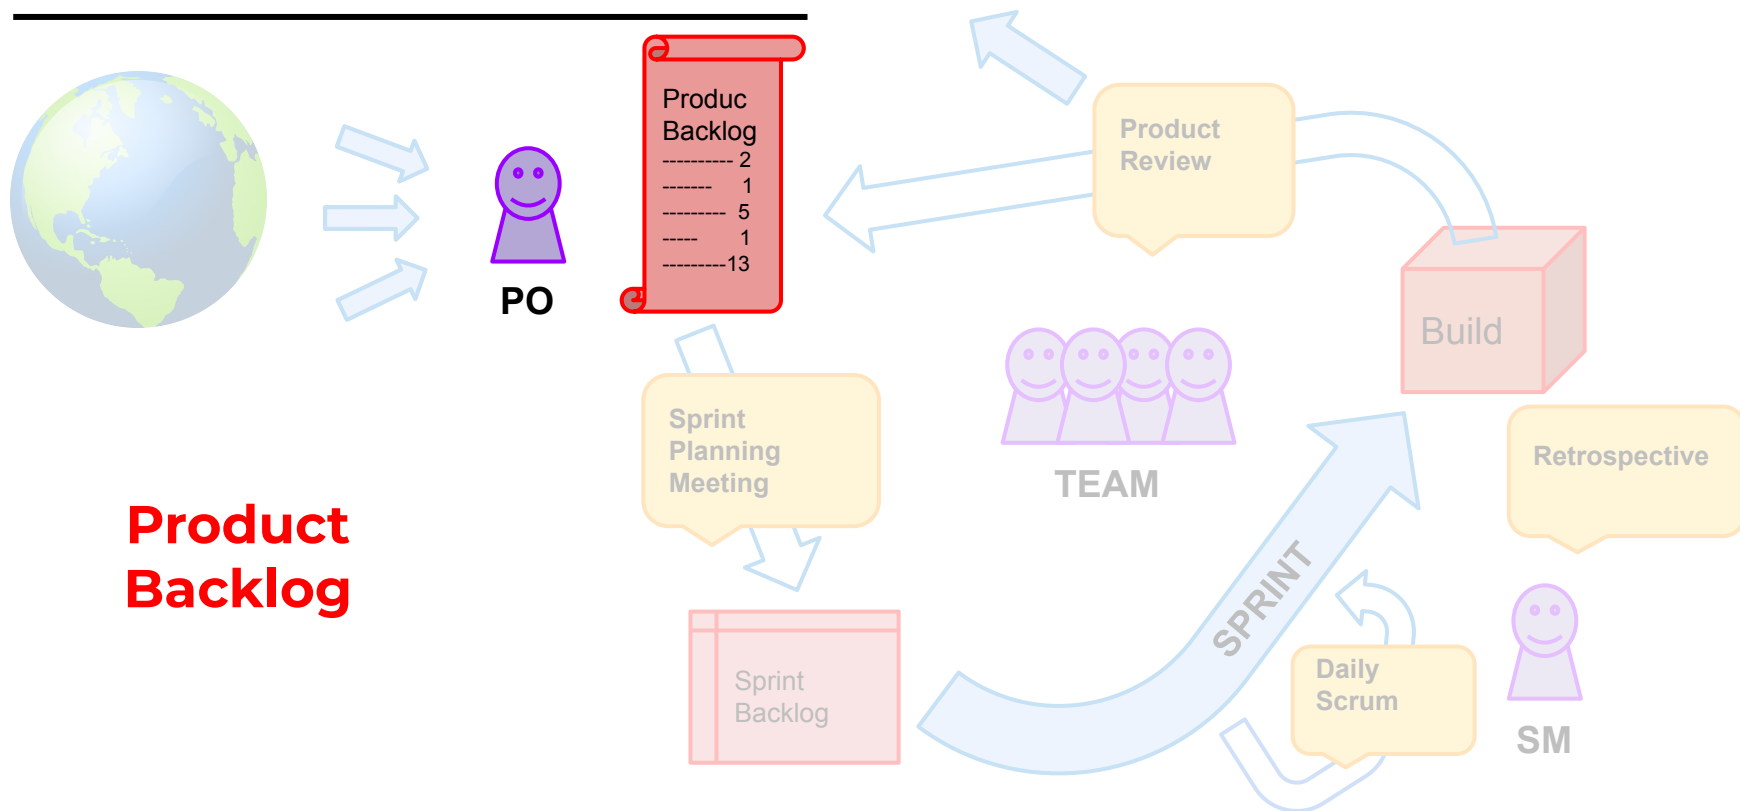 Produc
Backlog
---------- 2
------- 1
--------- 5
----- 1
---------13
PO
Product
Review
Build
Sprint
Planning
Meeting
TEAM
Retrospective
Product
Backlog
SPRINT
Sprint
Backlog
Daily
Scrum
SM